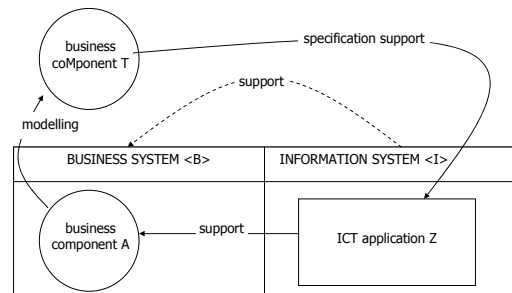 business
coMponent T
specification support
support
modelling
BUSINESS SYSTEM <B>
INFORMATION SYSTEM <I>
business
component A
support
ICT application Z